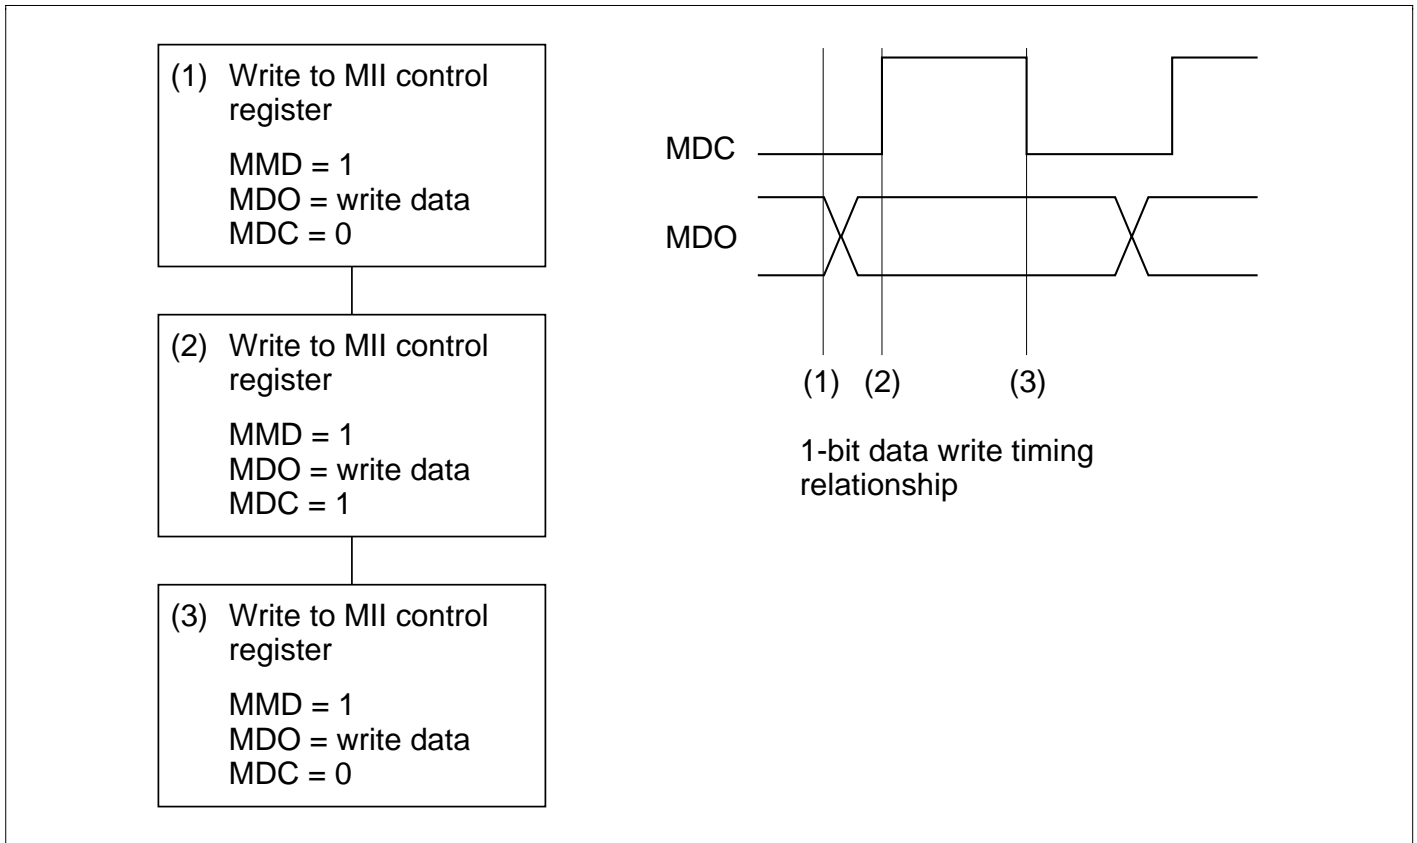 (1) Write to MII control
register
MMD = 1
MDO = write data
MDC = 0
(2) Write to MII control
register
MMD = 1
MDO = write data
MDC = 1
(3) Write to MII control
register
MMD = 1
MDO = write data
MDC = 0
MDC
MDO
(1) (2) (3)
1-bit data write timing
relationship